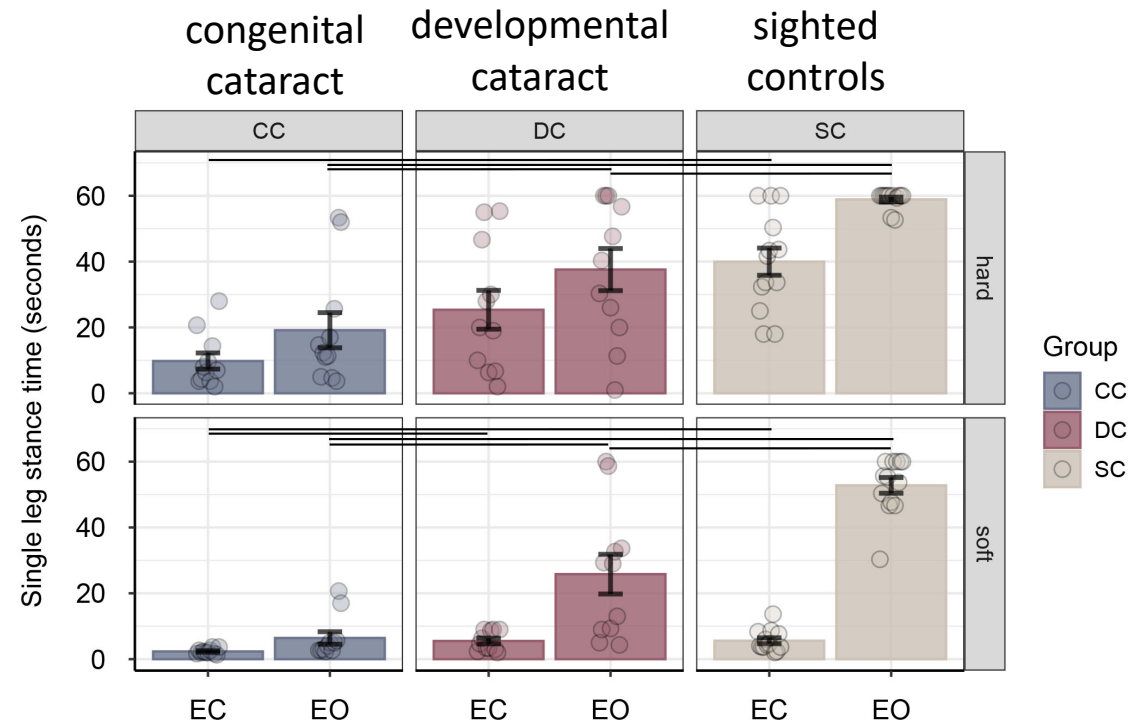 congenital
cataract
developmental
cataract
sighted
controls
CC
DC
SC
Single leg stance time (seconds)
60
40
20
0
hard
60
40
20
0
soft
EC
EO
EC
EO
EC
EO
Group
CC
DC
SC